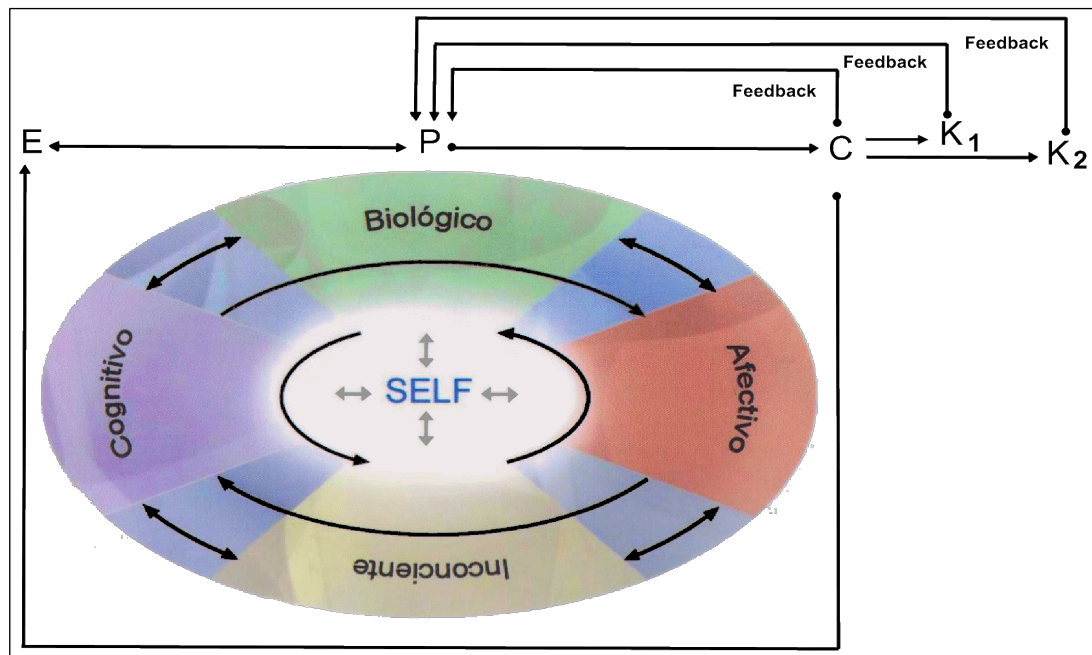 Feedback
Feedback
Feedback
E P C K1 K2
Biológico
Cognitivo
SELF
Afectivo
Inconciente